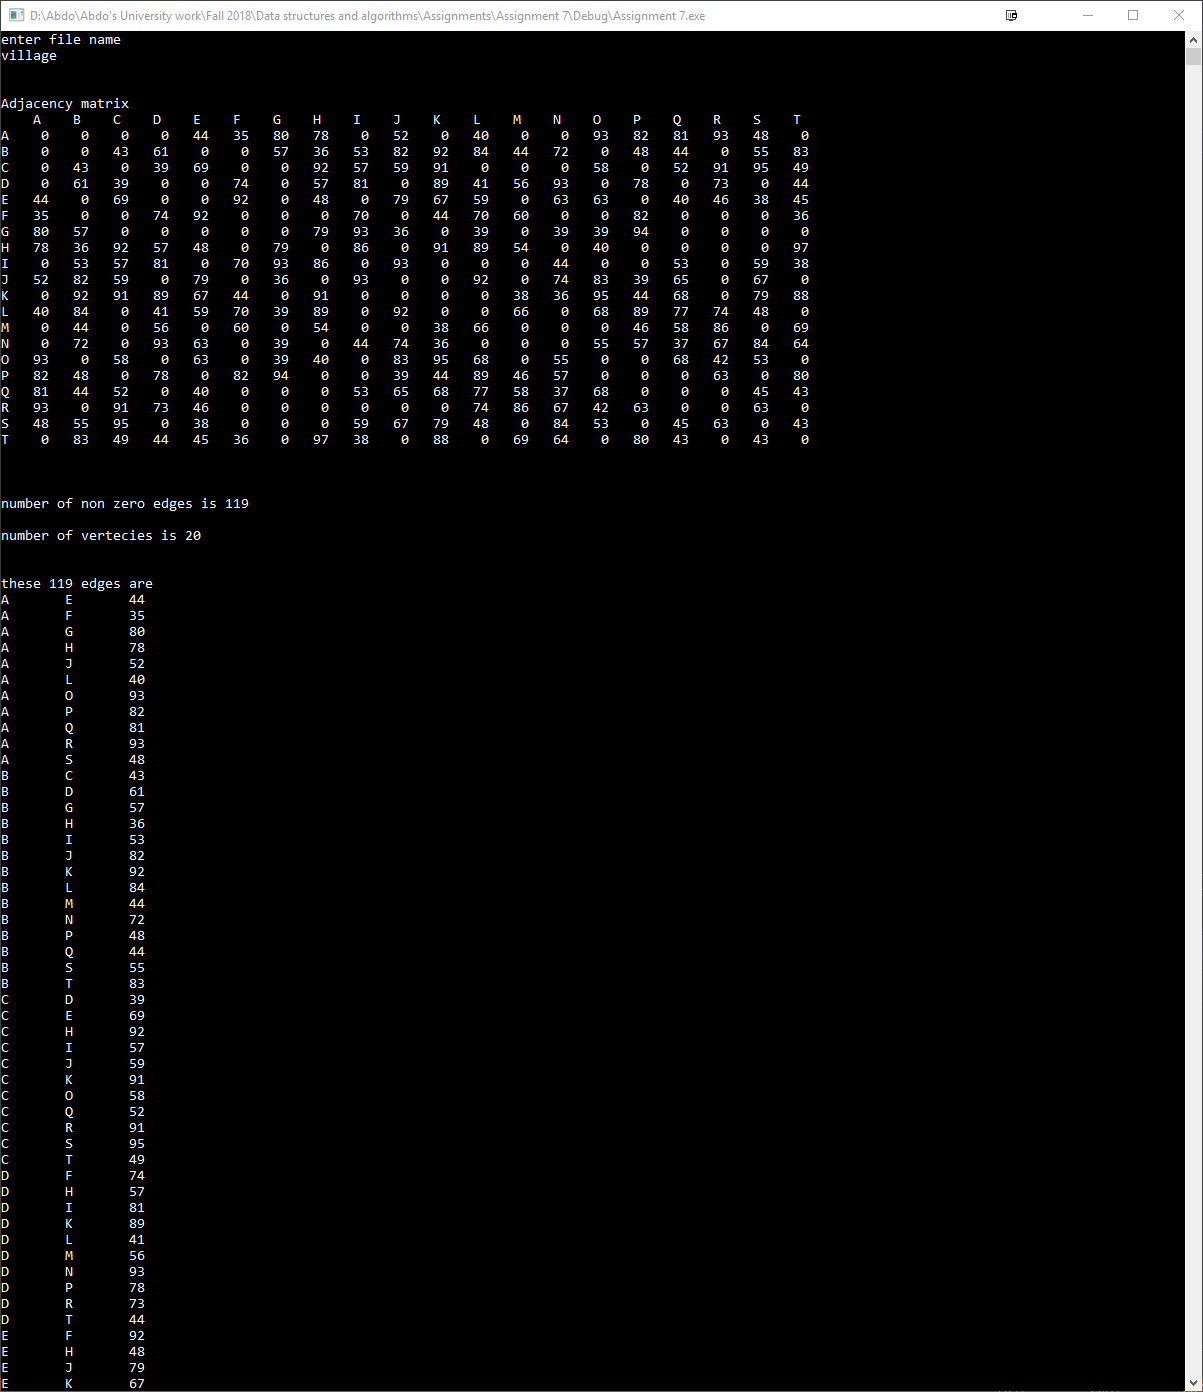 D:\Abdo\Abdo's University work\Fall 2018\Data structures and algorithms\Assignments\Assignment 7\Debug\Assignment 7.exe
enter file name
village
Adjacency matrix
A B C D E F G H I J K L M N O P Q R S T
A 0 0 0 0 44 35 80 78 0 52 0 40 0 0 93 82 81 93 48 0
B 0 0 43 61 0 0 57 36 53 82 92 84 44 72 0 48 44 0 55 83
C 0 43 0 39 69 0 0 92 57 59 91 0 0 0 58 0 52 91 95 49
D 0 61 39 0 0 74 0 57 81 0 89 41 56 93 0 78 0 73 0 44
E 44 0 69 0 0 92 0 48 0 79 67 59 0 63 63 0 40 46 38 45
F 35 0 0 74 92 0 0 0 70 0 44 70 60 0 0 82 0 0 0 36
G 80 57 0 0 0 0 0 79 93 36 0 39 0 39 39 94 0 0 0 0
H 78 36 92 57 48 0 79 0 86 0 91 89 54 0 40 0 0 0 0 97
I 0 53 57 81 0 70 93 86 0 93 0 0 0 44 0 0 53 0 59 38
J 52 82 59 0 79 0 36 0 93 0 0 92 0 74 83 39 65 0 67 0
K 0 92 91 89 67 44 0 91 0 0 0 0 38 36 95 44 68 0 79 88
L 40 84 0 41 59 70 39 89 0 92 0 0 66 0 68 89 77 74 48 0
M 0 44 0 56 0 60 0 54 0 0 38 66 0 0 0 46 58 86 0 69
N 0 72 0 93 63 0 39 0 44 74 36 0 0 0 55 57 37 67 84 64
O 93 0 58 0 63 0 39 40 0 83 95 68 0 55 0 0 68 42 53 0
P 82 48 0 78 0 82 94 0 0 39 44 89 46 57 0 0 0 63 0 80
Q 81 44 52 0 40 0 0 0 53 65 68 77 58 37 68 0 0 0 45 43
R 93 0 91 73 46 0 0 0 0 0 0 74 86 67 42 63 0 0 63 0
S 48 55 95 0 38 0 0 0 59 67 79 48 0 84 53 0 45 63 0 43
T 0 83 49 44 45 36 0 97 38 0 88 0 69 64 0 80 43 0 43 0
number of non zero edges is 119
number of vertecies is 20
these 119 edges are
A E 44
A F 35
A G 80
A H 78
A J 52
A L 40
A O 93
A P 82
A Q 81
A R 93
A S 48
B C 43
B D 61
B G 57
B H 36
B I 53
B J 82
B K 92
B L 84
B M 44
B N 72
B P 48
B Q 44
B S 55
B T 83
C D 39
C E 69
C H 92
C I 57
C J 59
C K 91
C O 58
C Q 52
C R 91
C S 95
C T 49
D F 74
D H 57
D I 81
D K 89
D L 41
D M 56
D N 93
D P 78
D R 73
D T 44
E F 92
E H 48
E J 79
E K 67